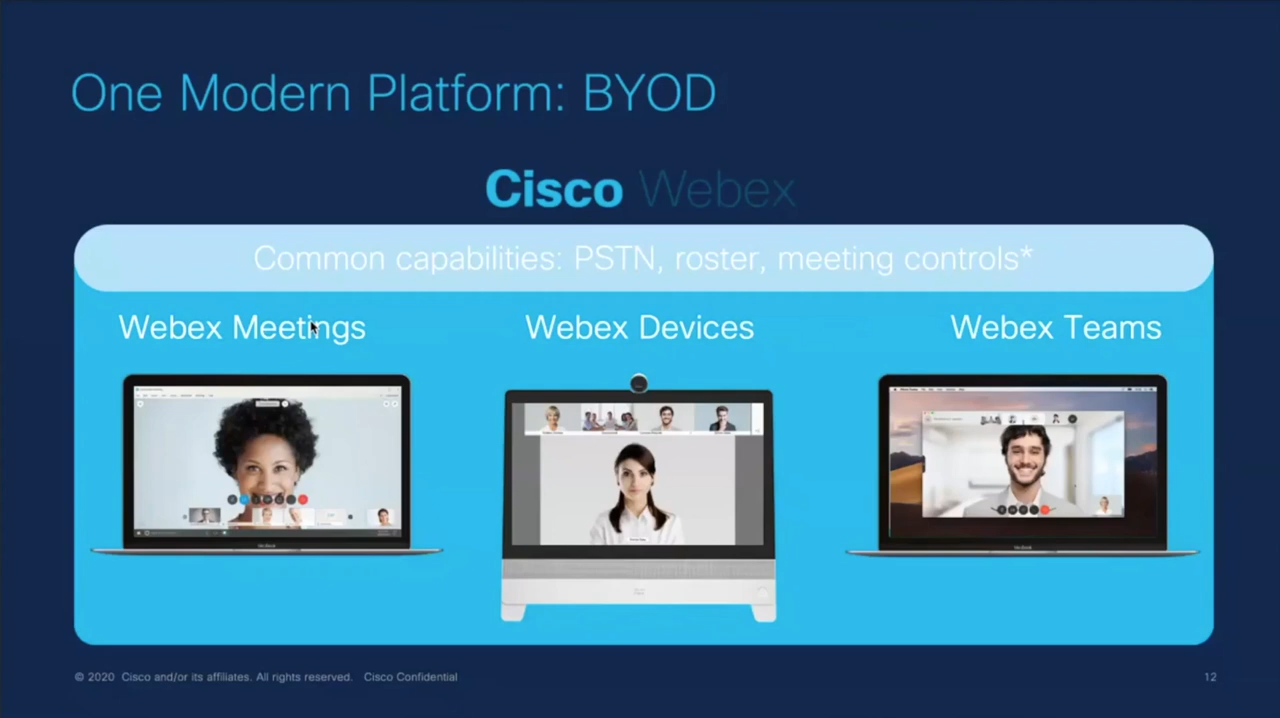 One Modern Platform: BYOD
Cisco Webex
Common capabilities: PSTN, roster, meeting controls*
Webex Meetings
Webex Devices
Webex Teams
© 2020 Cisco and/or its affiliates. All rights reserved. Cisco Confidential
12